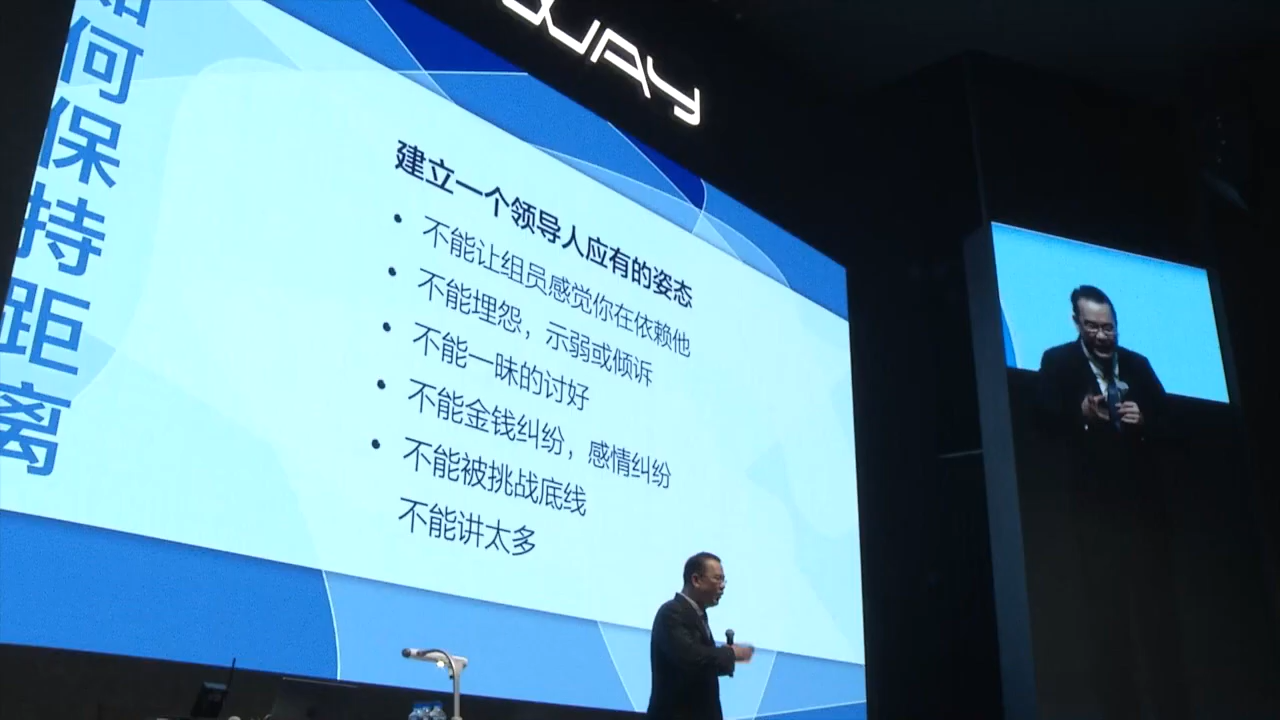 如何保持距离
建立一个领导人应有的姿态
• 不能让组员感觉你在依赖他
• 不能埋怨，示弱或倾诉
• 不能一昧的讨好
• 不能金钱纠纷，感情纠纷
• 不能被挑战底线
不能讲太多